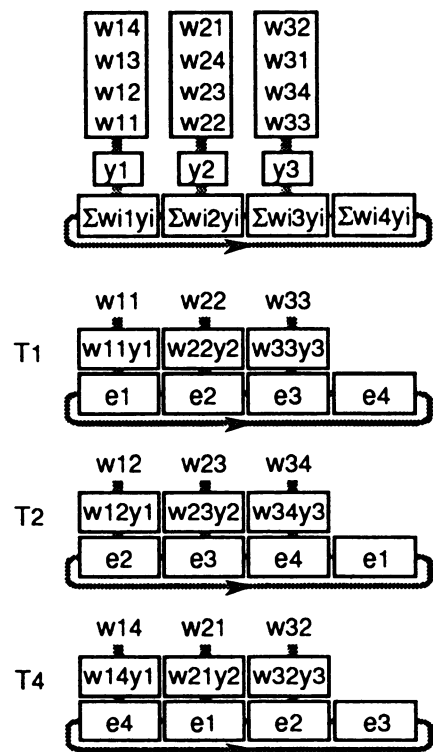 w14 w21 w32
w13 w24 w31
w12 w23 w34
w11 w22 w33
y1 y2 y3
Σwi1yi Σwi2yi Σwi3yi Σwi4yi
w11 w22 w33
T1 w11y1 w22y2 w33y3
e1 e2 e3 e4
w12 w23 w34
T2 w12y1 w23y2 w34y3
e2 e3 e4 e1
w14 w21 w32
T4 w14y1 w21y2 w32y3
e4 e1 e2 e3